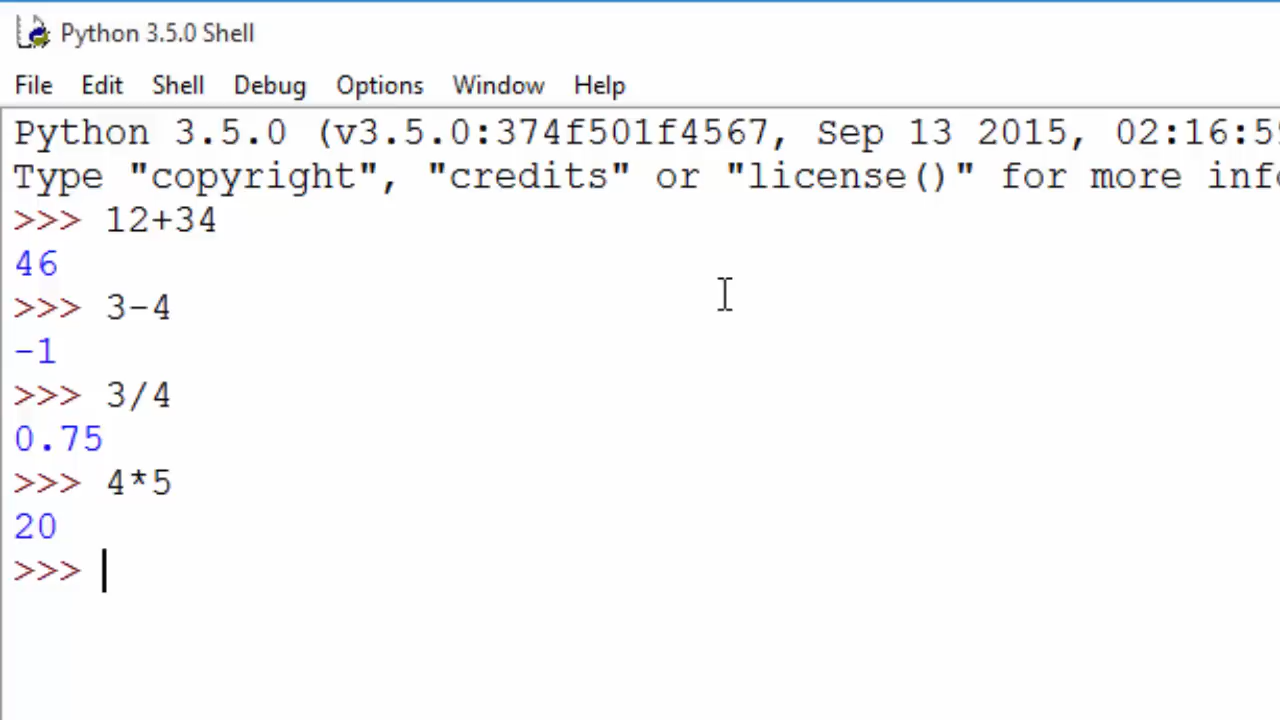 Python 3.5.0 Shell
File Edit Shell Debug Options Window Help
Python 3.5.0 (v3.5.0:374f501f4567, Sep 13 2015, 02:16:5
Type "copyright", "credits" or "license()" for more inf
>>> 12+34
46
>>> 3-4
-1
>>> 3/4
0.75
>>> 4*5
20
>>>